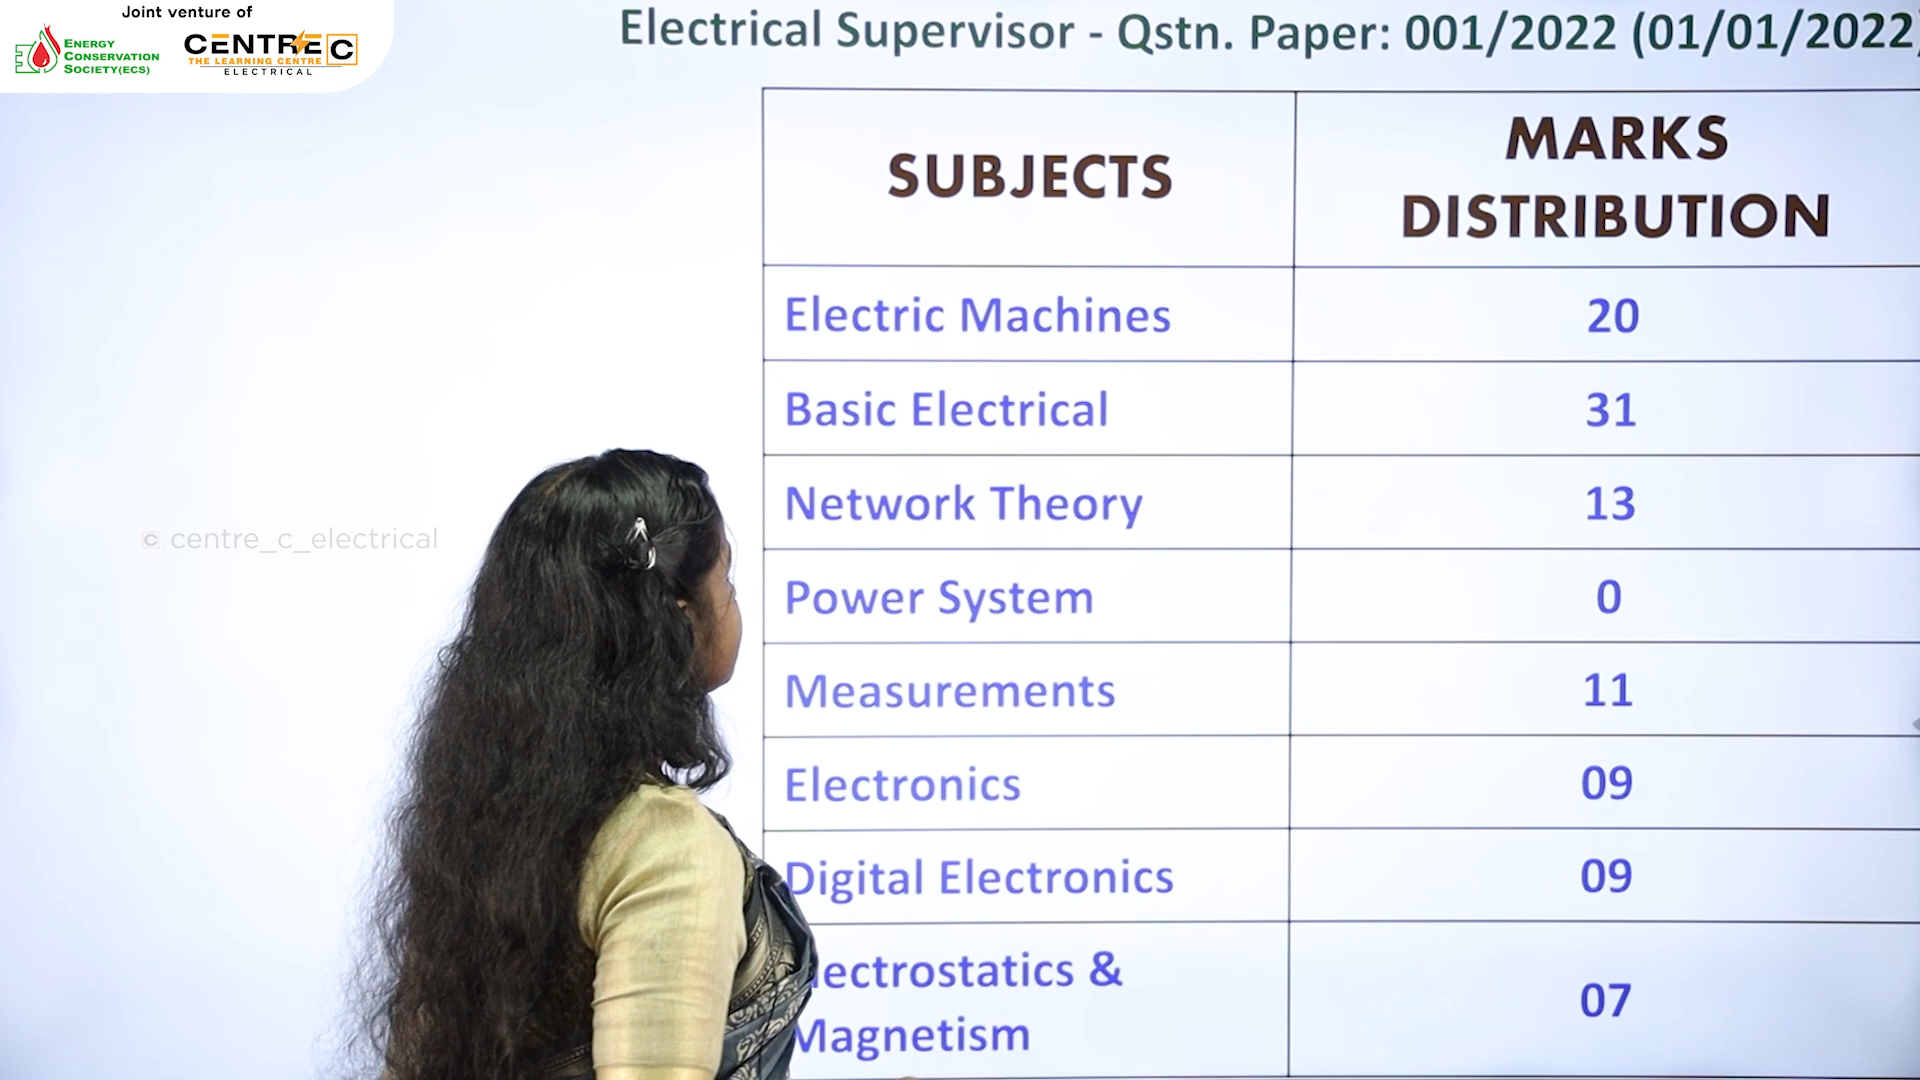 Joint venture of
ENERGY
CONSERVATION
SOCIETY(ECS)
CENTRE C
THE LEARNING CENTRE
ELECTRICAL
Electrical Supervisor - Qstn. Paper: 001/2022 (01/01/2022
SUBJECTS
MARKS
DISTRIBUTION
Electric Machines
20
Basic Electrical
31
Network Theory
13
Power System
0
Measurements
11
Electronics
09
Digital Electronics
09
lectrostatics &
Magnetism
07
C centre_c_electrical